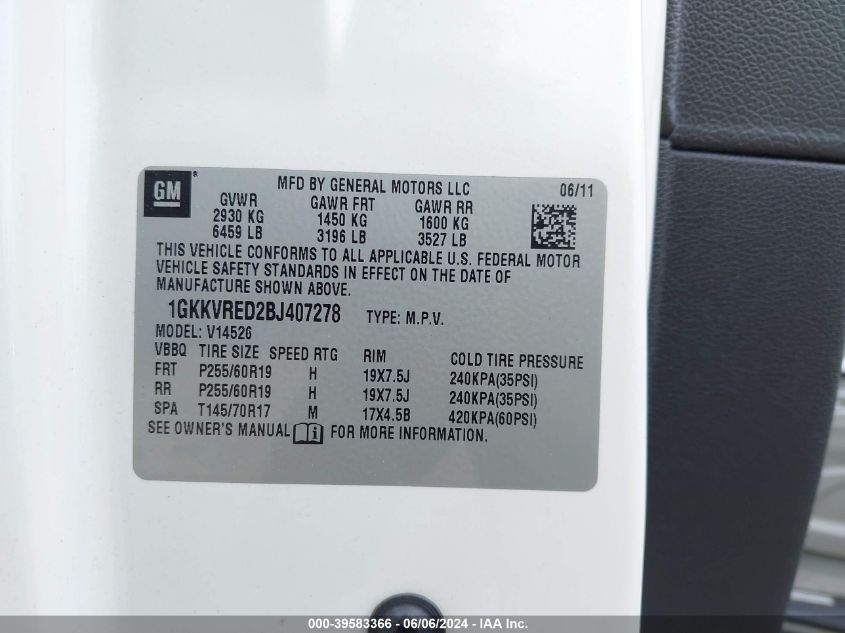 GM®
MFD BY GENERAL MOTORS LLC 06/11
GVWR GAWR FRT GAWR RR
2930 KG 1450 KG 1600 KG
6459 LB 3196 LB 3527 LB
THIS VEHICLE CONFORMS TO ALL APPLICABLE U.S. FEDERAL MOTOR
VEHICLE SAFETY STANDARDS IN EFFECT ON THE DATE OF
MANUFACTURE SHOWN ABOVE.
1GKKVRED2BJ407278 TYPE: M.P.V.
MODEL: V14526
VBBQ TIRE SIZE SPEED RTG RIM COLD TIRE PRESSURE
FRT P255/60R19 H 19X7.5J 240KPA(35PSI)
RR P255/60R19 H 19X7.5J 240KPA(35PSI)
SPA T145/70R17 M 17X4.5B 420KPA(60PSI)
SEE OWNER'S MANUAL i FOR MORE INFORMATION.
000-39583366 - 06/06/2024 - IAA Inc.